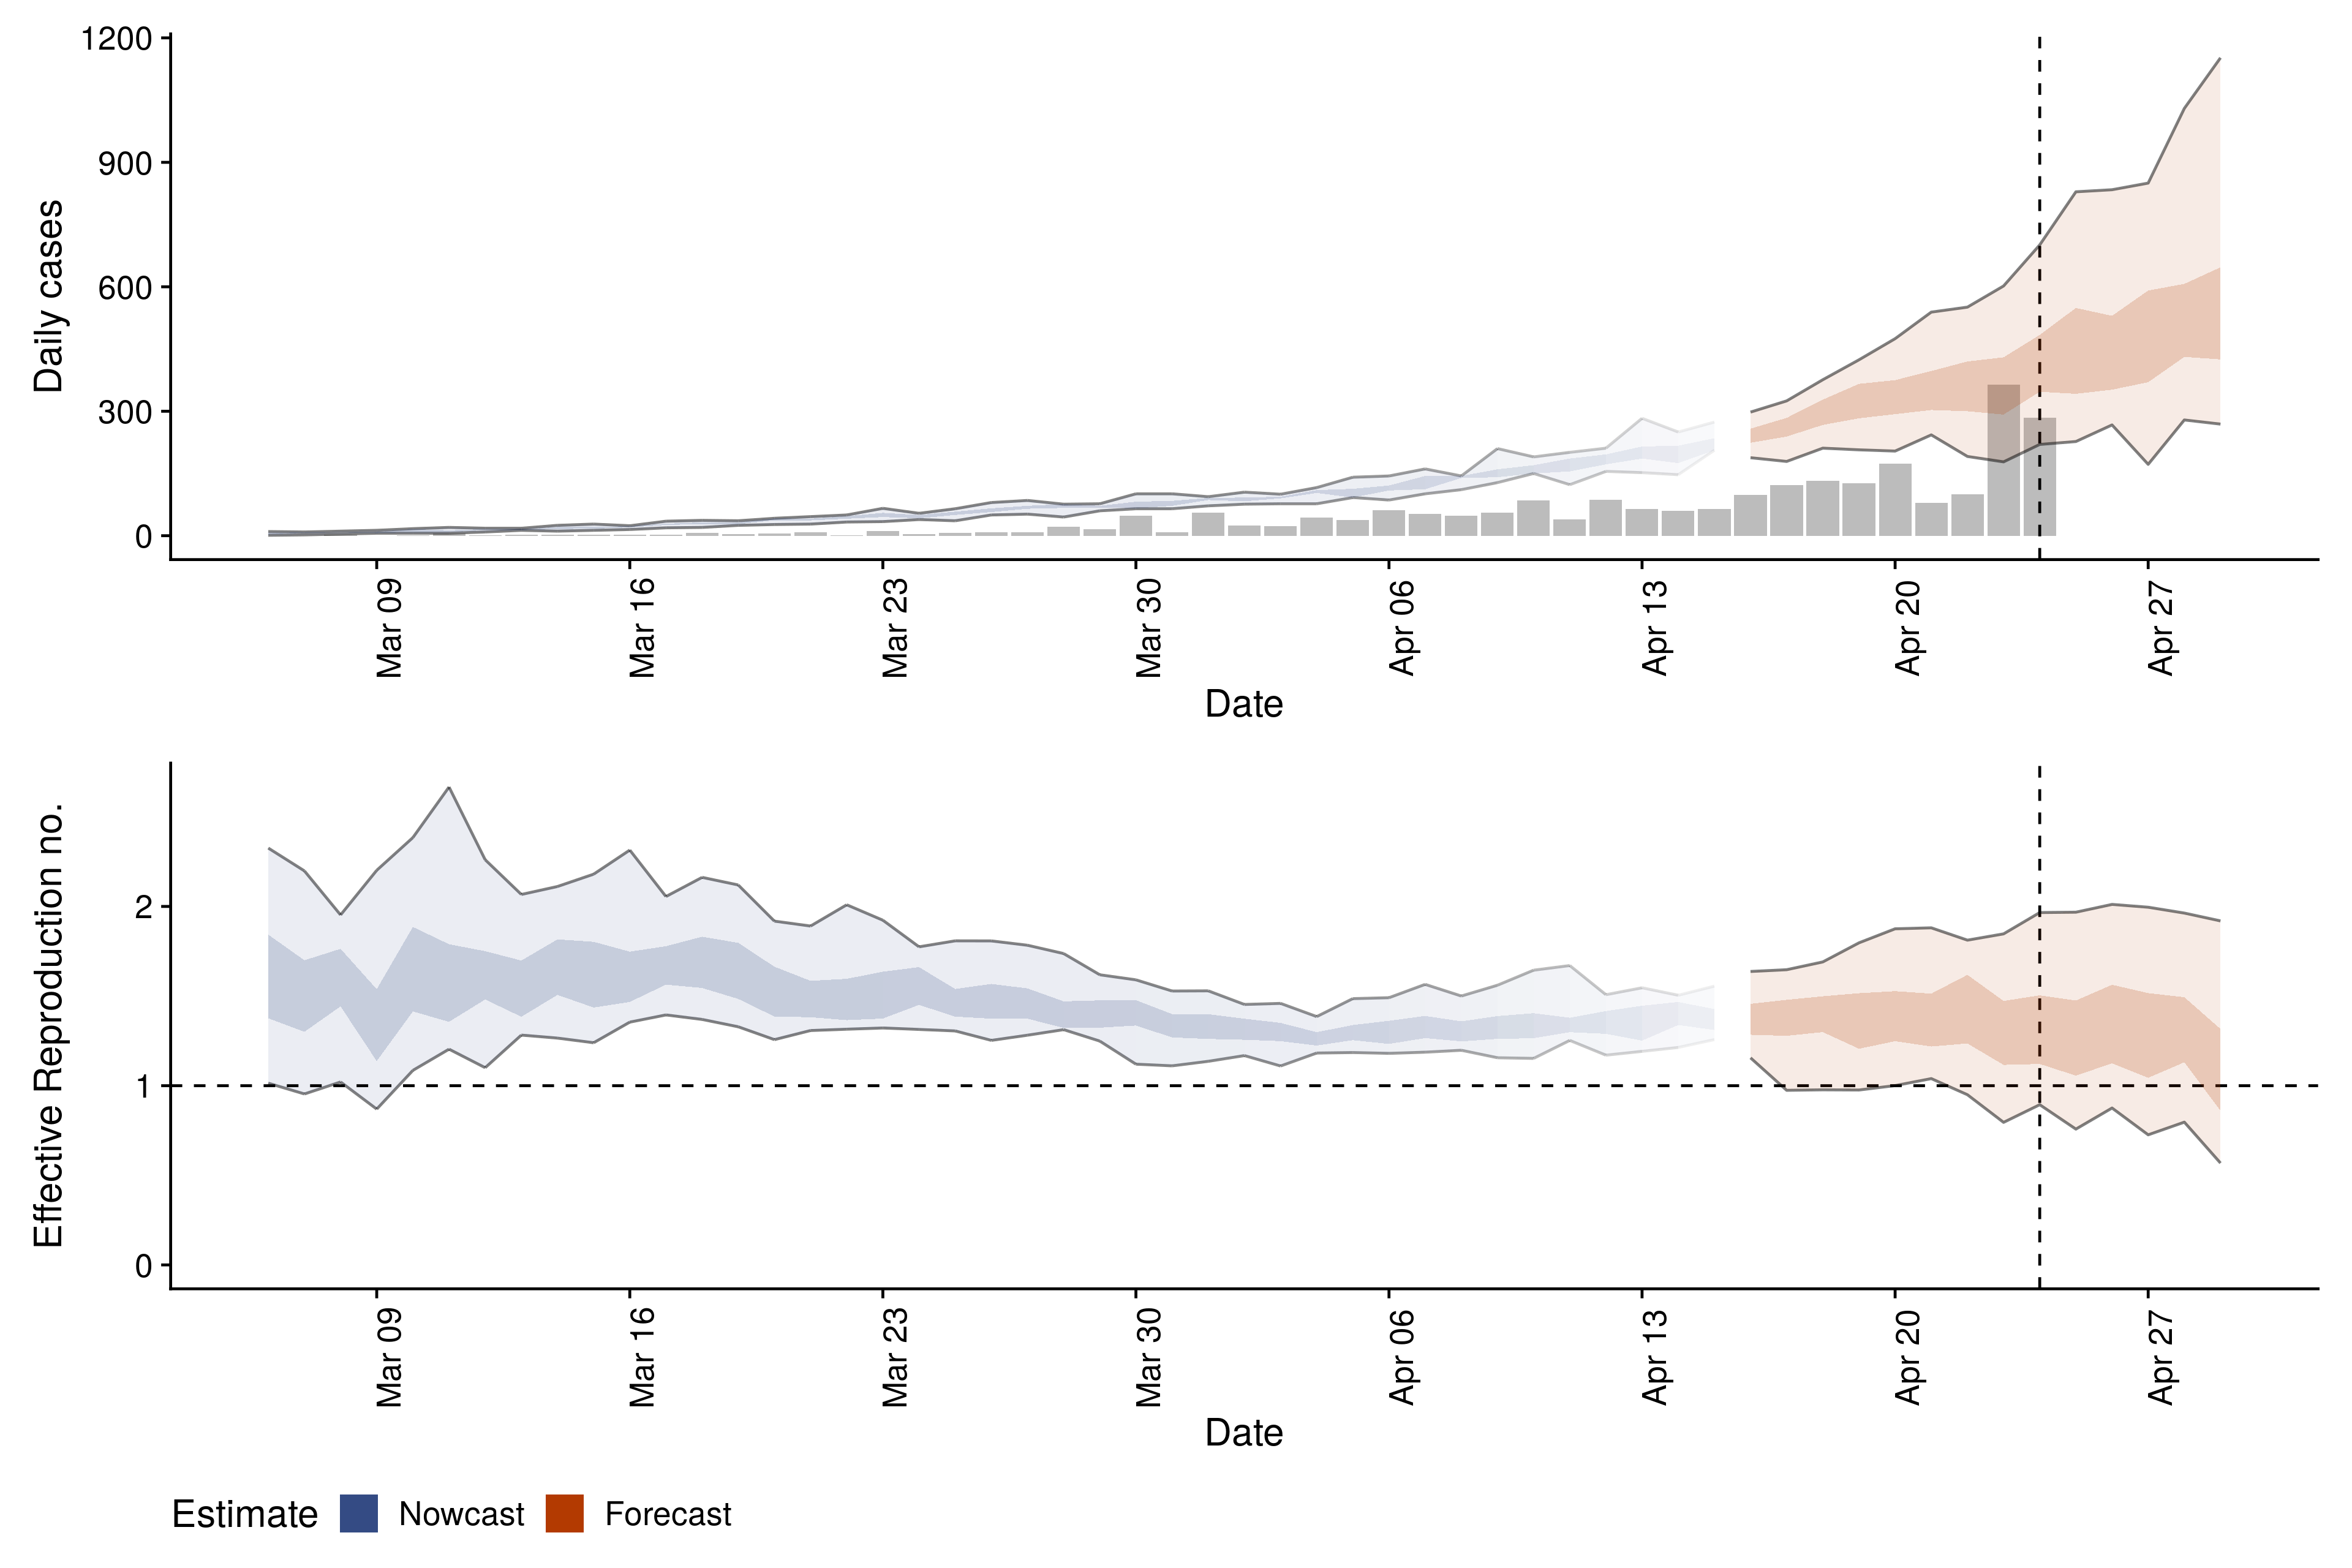 1200
900
600
300
0
Daily cases
Mar 09 Mar 16 Mar 23 Mar 30 Apr 06 Apr 13 Apr 20 Apr 27
Date
2
1
0
Effective Reproduction no.
Mar 09 Mar 16 Mar 23 Mar 30 Apr 06 Apr 13 Apr 20 Apr 27
Date
Estimate Nowcast Forecast